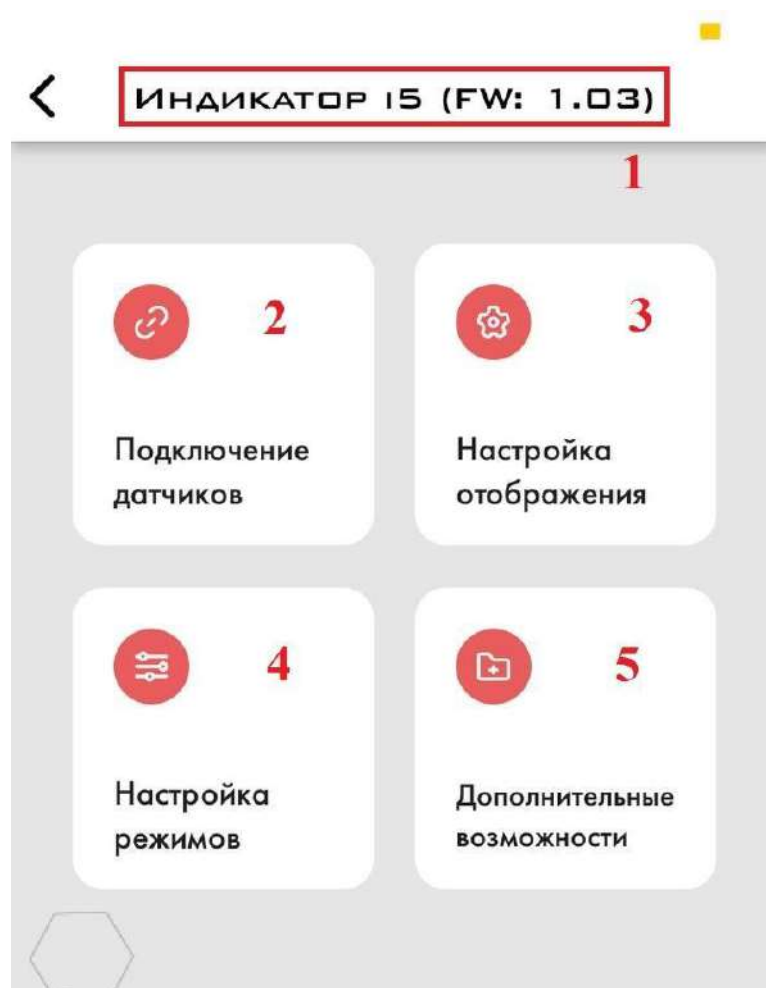 Индикатор i5 (FW: 1.03)
1
2
3
Подключение
датчиков
Настройка
отображения
4
5
Настройка
режимов
Дополнительные
возможности